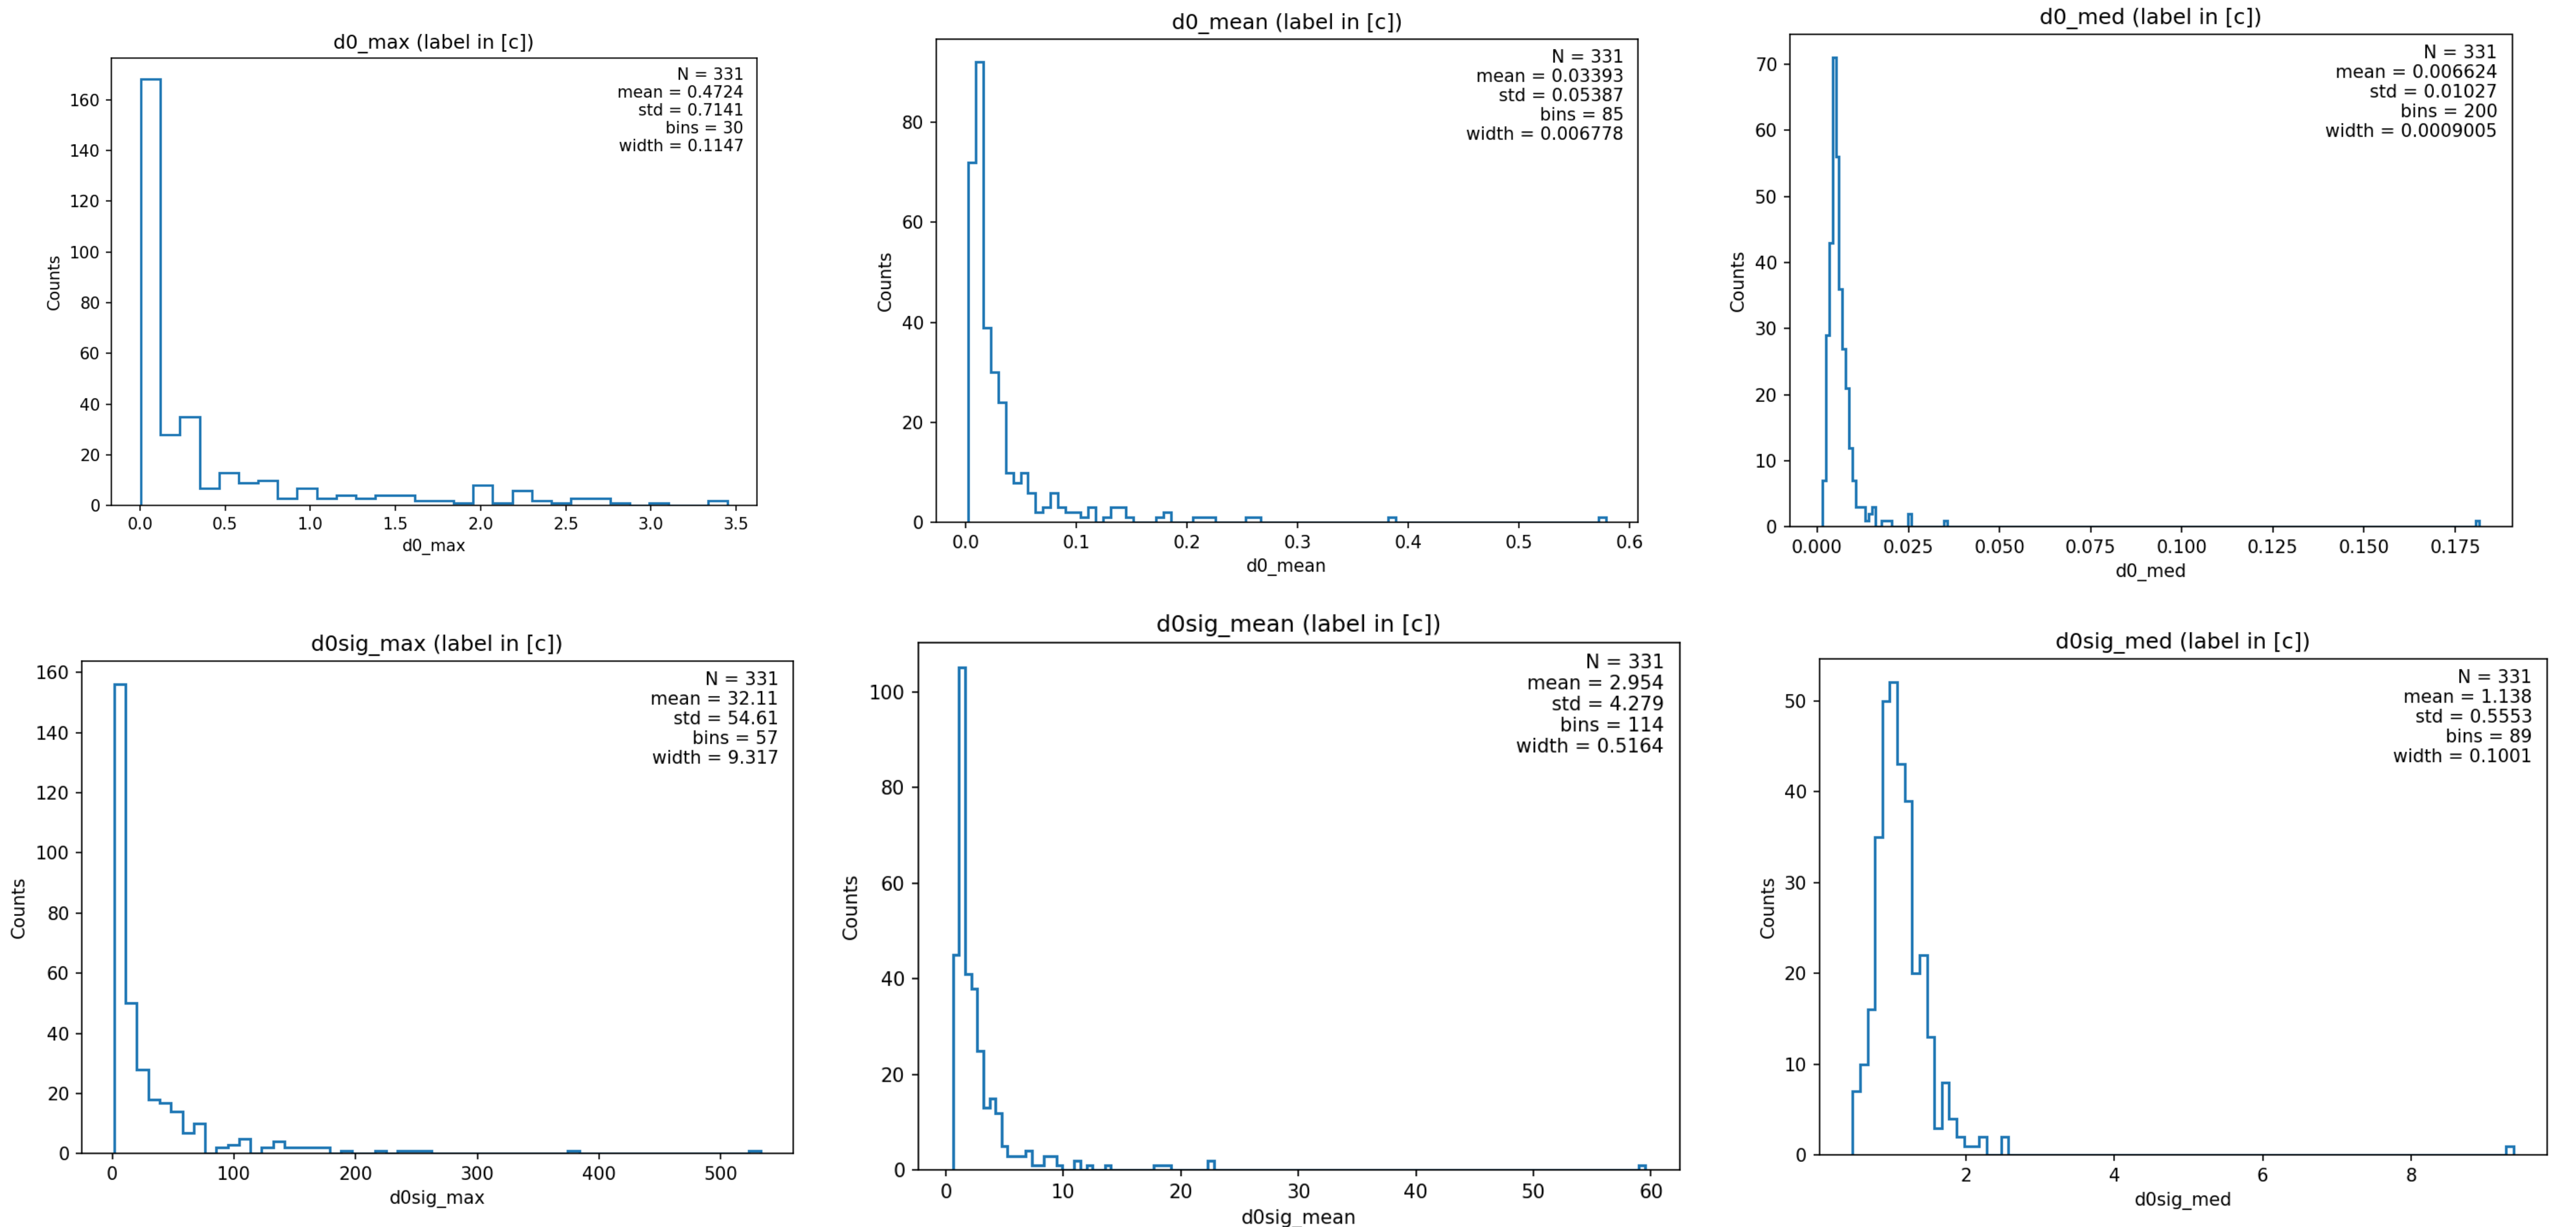 d0_max (label in [c])
N = 331
mean = 0.4724
std = 0.7141
bins = 30
width = 0.1147
160
140
120
100
80
60
40
20
0
Counts
0.0 0.5 1.0 1.5 2.0 2.5 3.0 3.5
d0_max
d0_mean (label in [c])
N = 331
mean = 0.03393
std = 0.05387
bins = 85
width = 0.006778
80
60
40
20
0
Counts
0.0 0.1 0.2 0.3 0.4 0.5 0.6
d0_mean
d0_med (label in [c])
N = 331
mean = 0.006624
std = 0.01027
bins = 200
width = 0.0009005
70
60
50
40
30
20
10
0
Counts
0.000 0.025 0.050 0.075 0.100 0.125 0.150 0.175
d0_med
d0sig_max (label in [c])
N = 331
mean = 32.11
std = 54.61
bins = 57
width = 9.317
160
140
120
100
80
60
40
20
0
Counts
0 100 200 300 400 500
d0sig_max
d0sig_mean (label in [c])
N = 331
mean = 2.954
std = 4.279
bins = 114
width = 0.5164
100
80
60
40
20
0
Counts
0 10 20 30 40 50 60
d0sig_mean
d0sig_med (label in [c])
N = 331
mean = 1.138
std = 0.5553
bins = 89
width = 0.1001
50
40
30
20
10
0
Counts
2 4 6 8
d0sig_med